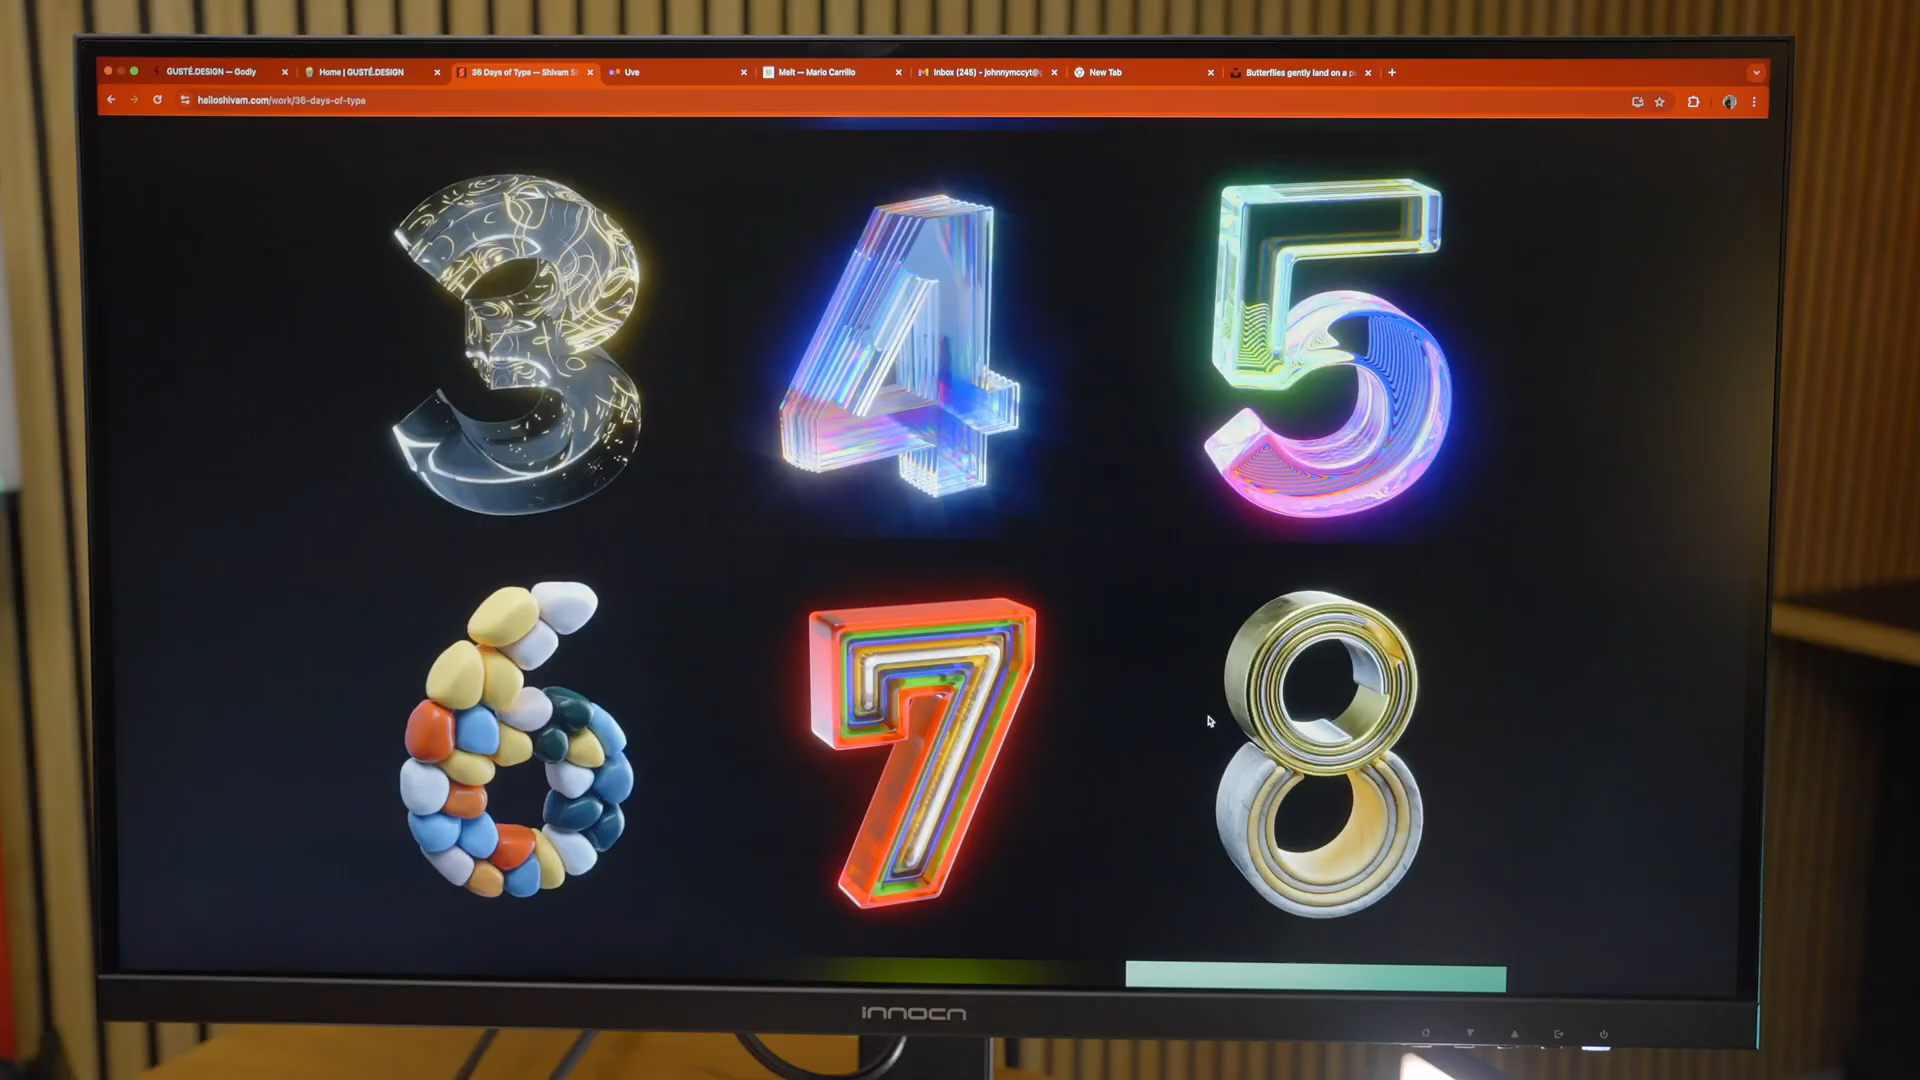 GUSTÉ.DESIGN — Godly
Home | GUSTÉ.DESIGN
36 Days of Type — Shivam S
Uve
Melt — Mario Carrillo
Inbox (245) - johnnymccyt@
New Tab
Butterflies gently land on a p
helloshivam.com/work/36-days-of-type
3 4 5
6 7 8
INNOCN